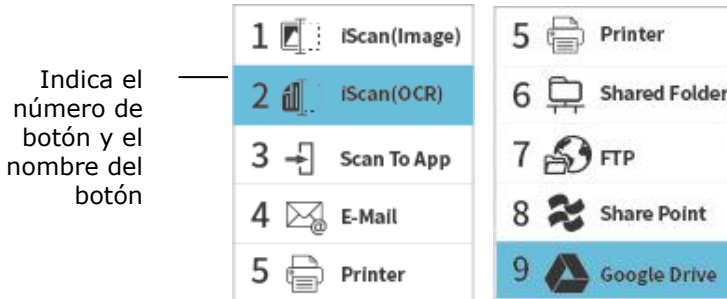 Indica el
número de
botón y el
nombre del
botón
1 iScan(Image)
2 iScan(OCR)
3 Scan To App
4 E-Mail
5 Printer
5 Printer
6 Shared Folder
7 FTP
8 Share Point
9 Google Drive